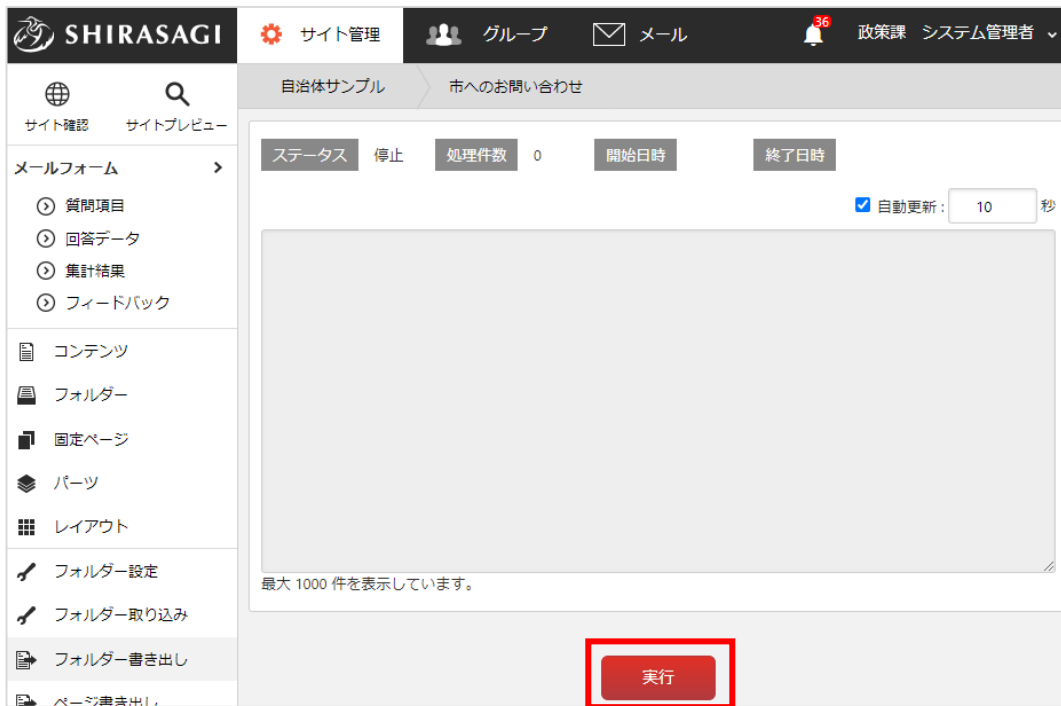 SHIRASAGI
サイト管理
グループ
メール
36
政策課 システム管理者
サイト確認
サイトプレビュー
自治体サンプル
市へのお問い合わせ
メールフォーム
質問項目
回答データ
集計結果
フィードバック
コンテンツ
フォルダー
固定ページ
パーツ
レイアウト
フォルダー設定
フォルダー取り込み
フォルダー書き出し
ページ書き出し
ステータス 停止 処理件数 0 開始日時 終了日時
自動更新 : 10 秒
最大 1000 件を表示しています。
実行